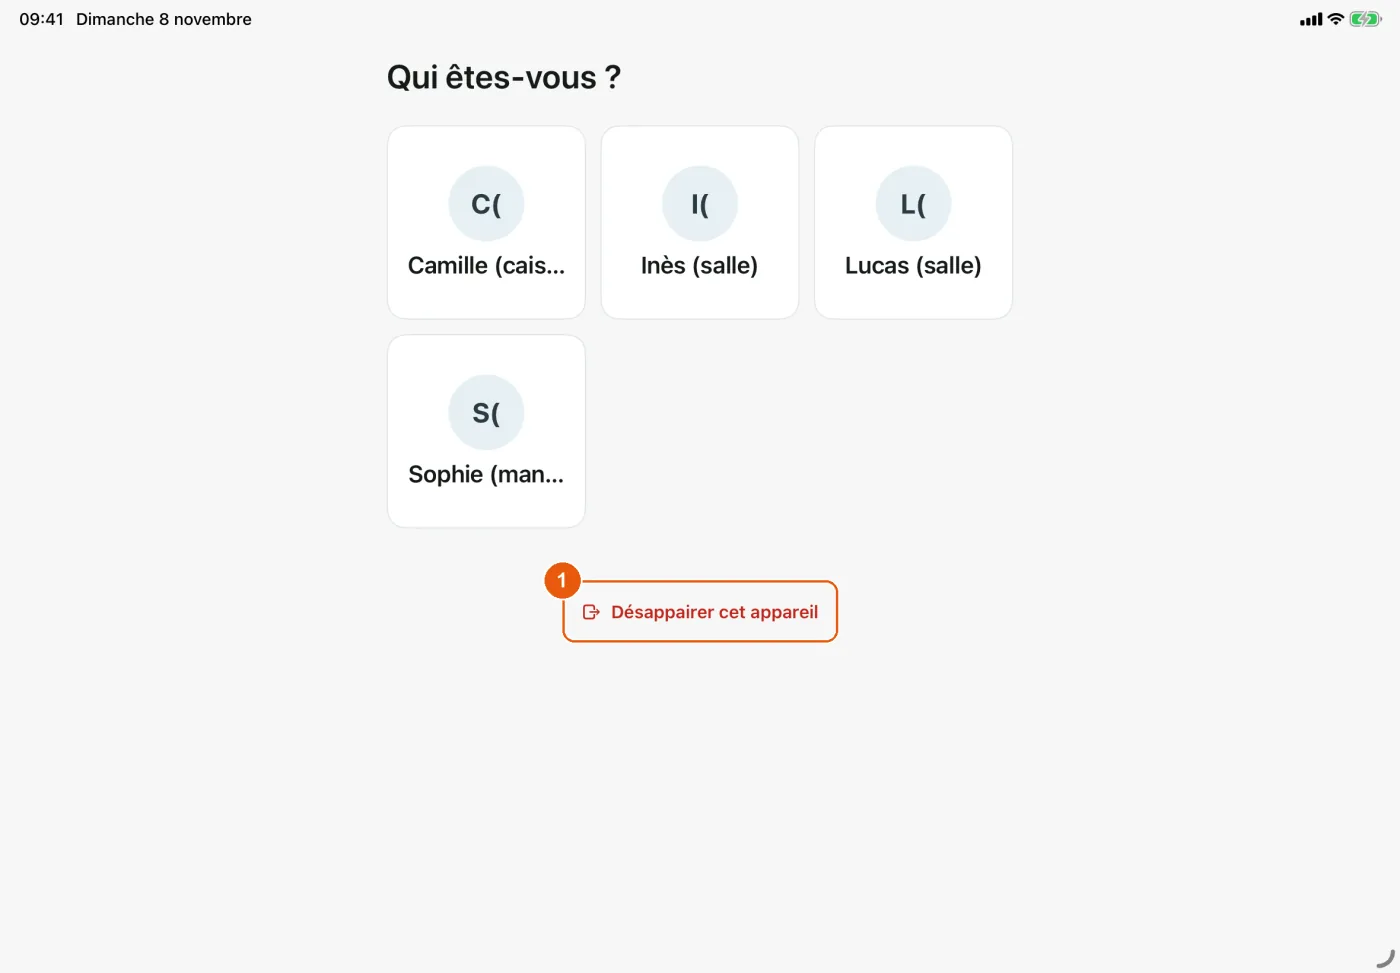 09:41 Dimanche 8 novembre
Qui êtes-vous ?
C( I( L(
Camille (cais... Inès (salle) Lucas (salle)
S(
Sophie (man...
1
Désappairer cet appareil